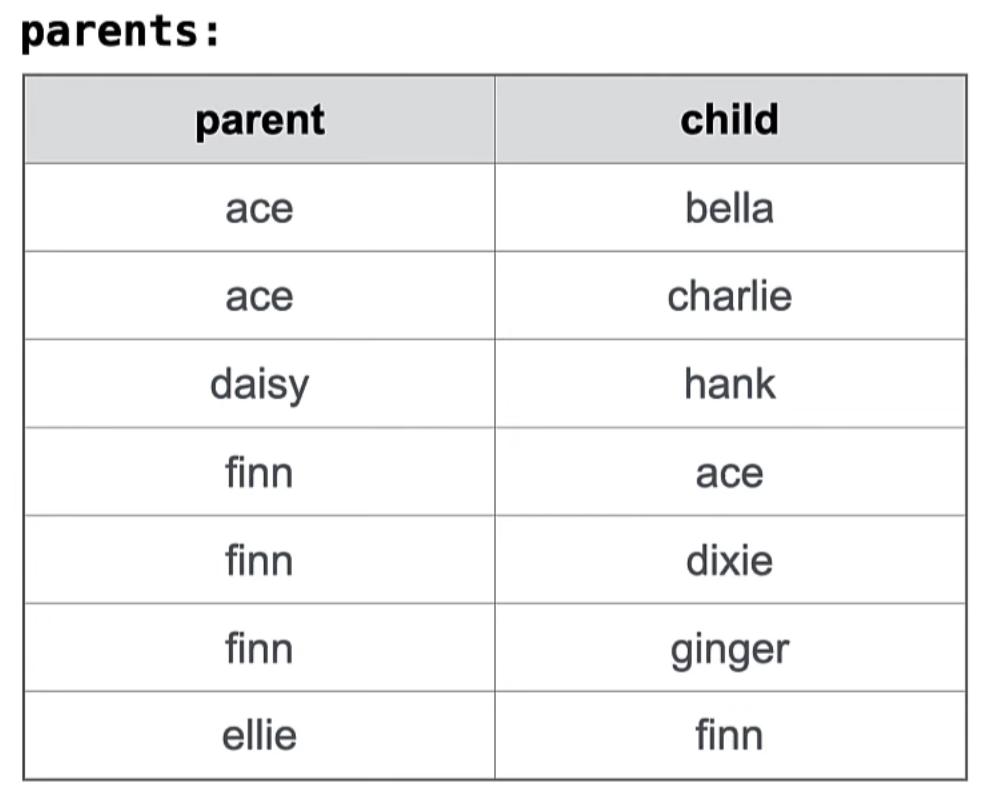 parents:
parent child
ace bella
ace charlie
daisy hank
finn ace
finn dixie
finn ginger
ellie finn